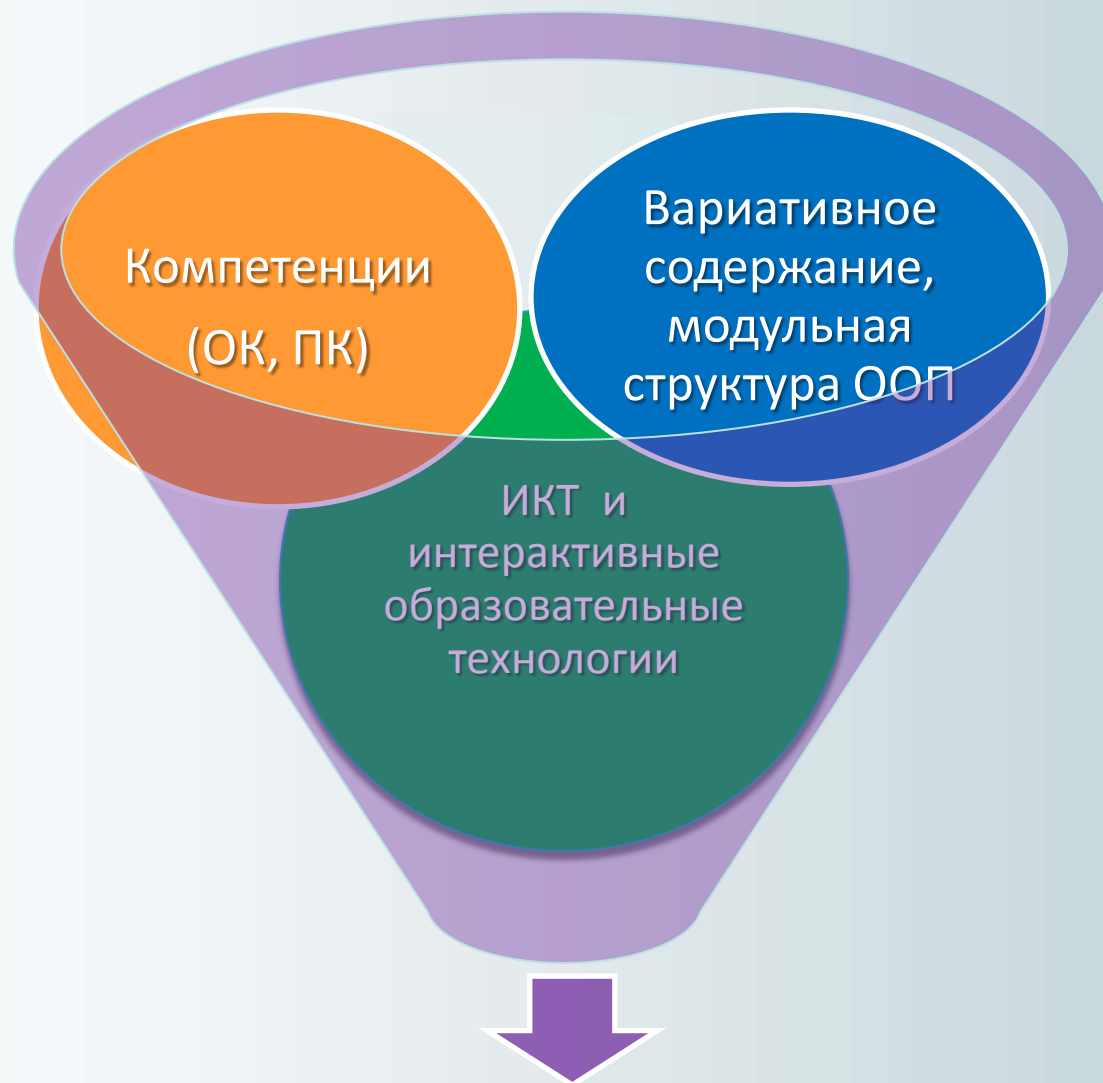 Компетенции
(ОК, ПК)
Вариативное
содержание,
модульная
структура ООП
ИКТ и
интерактивные
образовательные
технологии